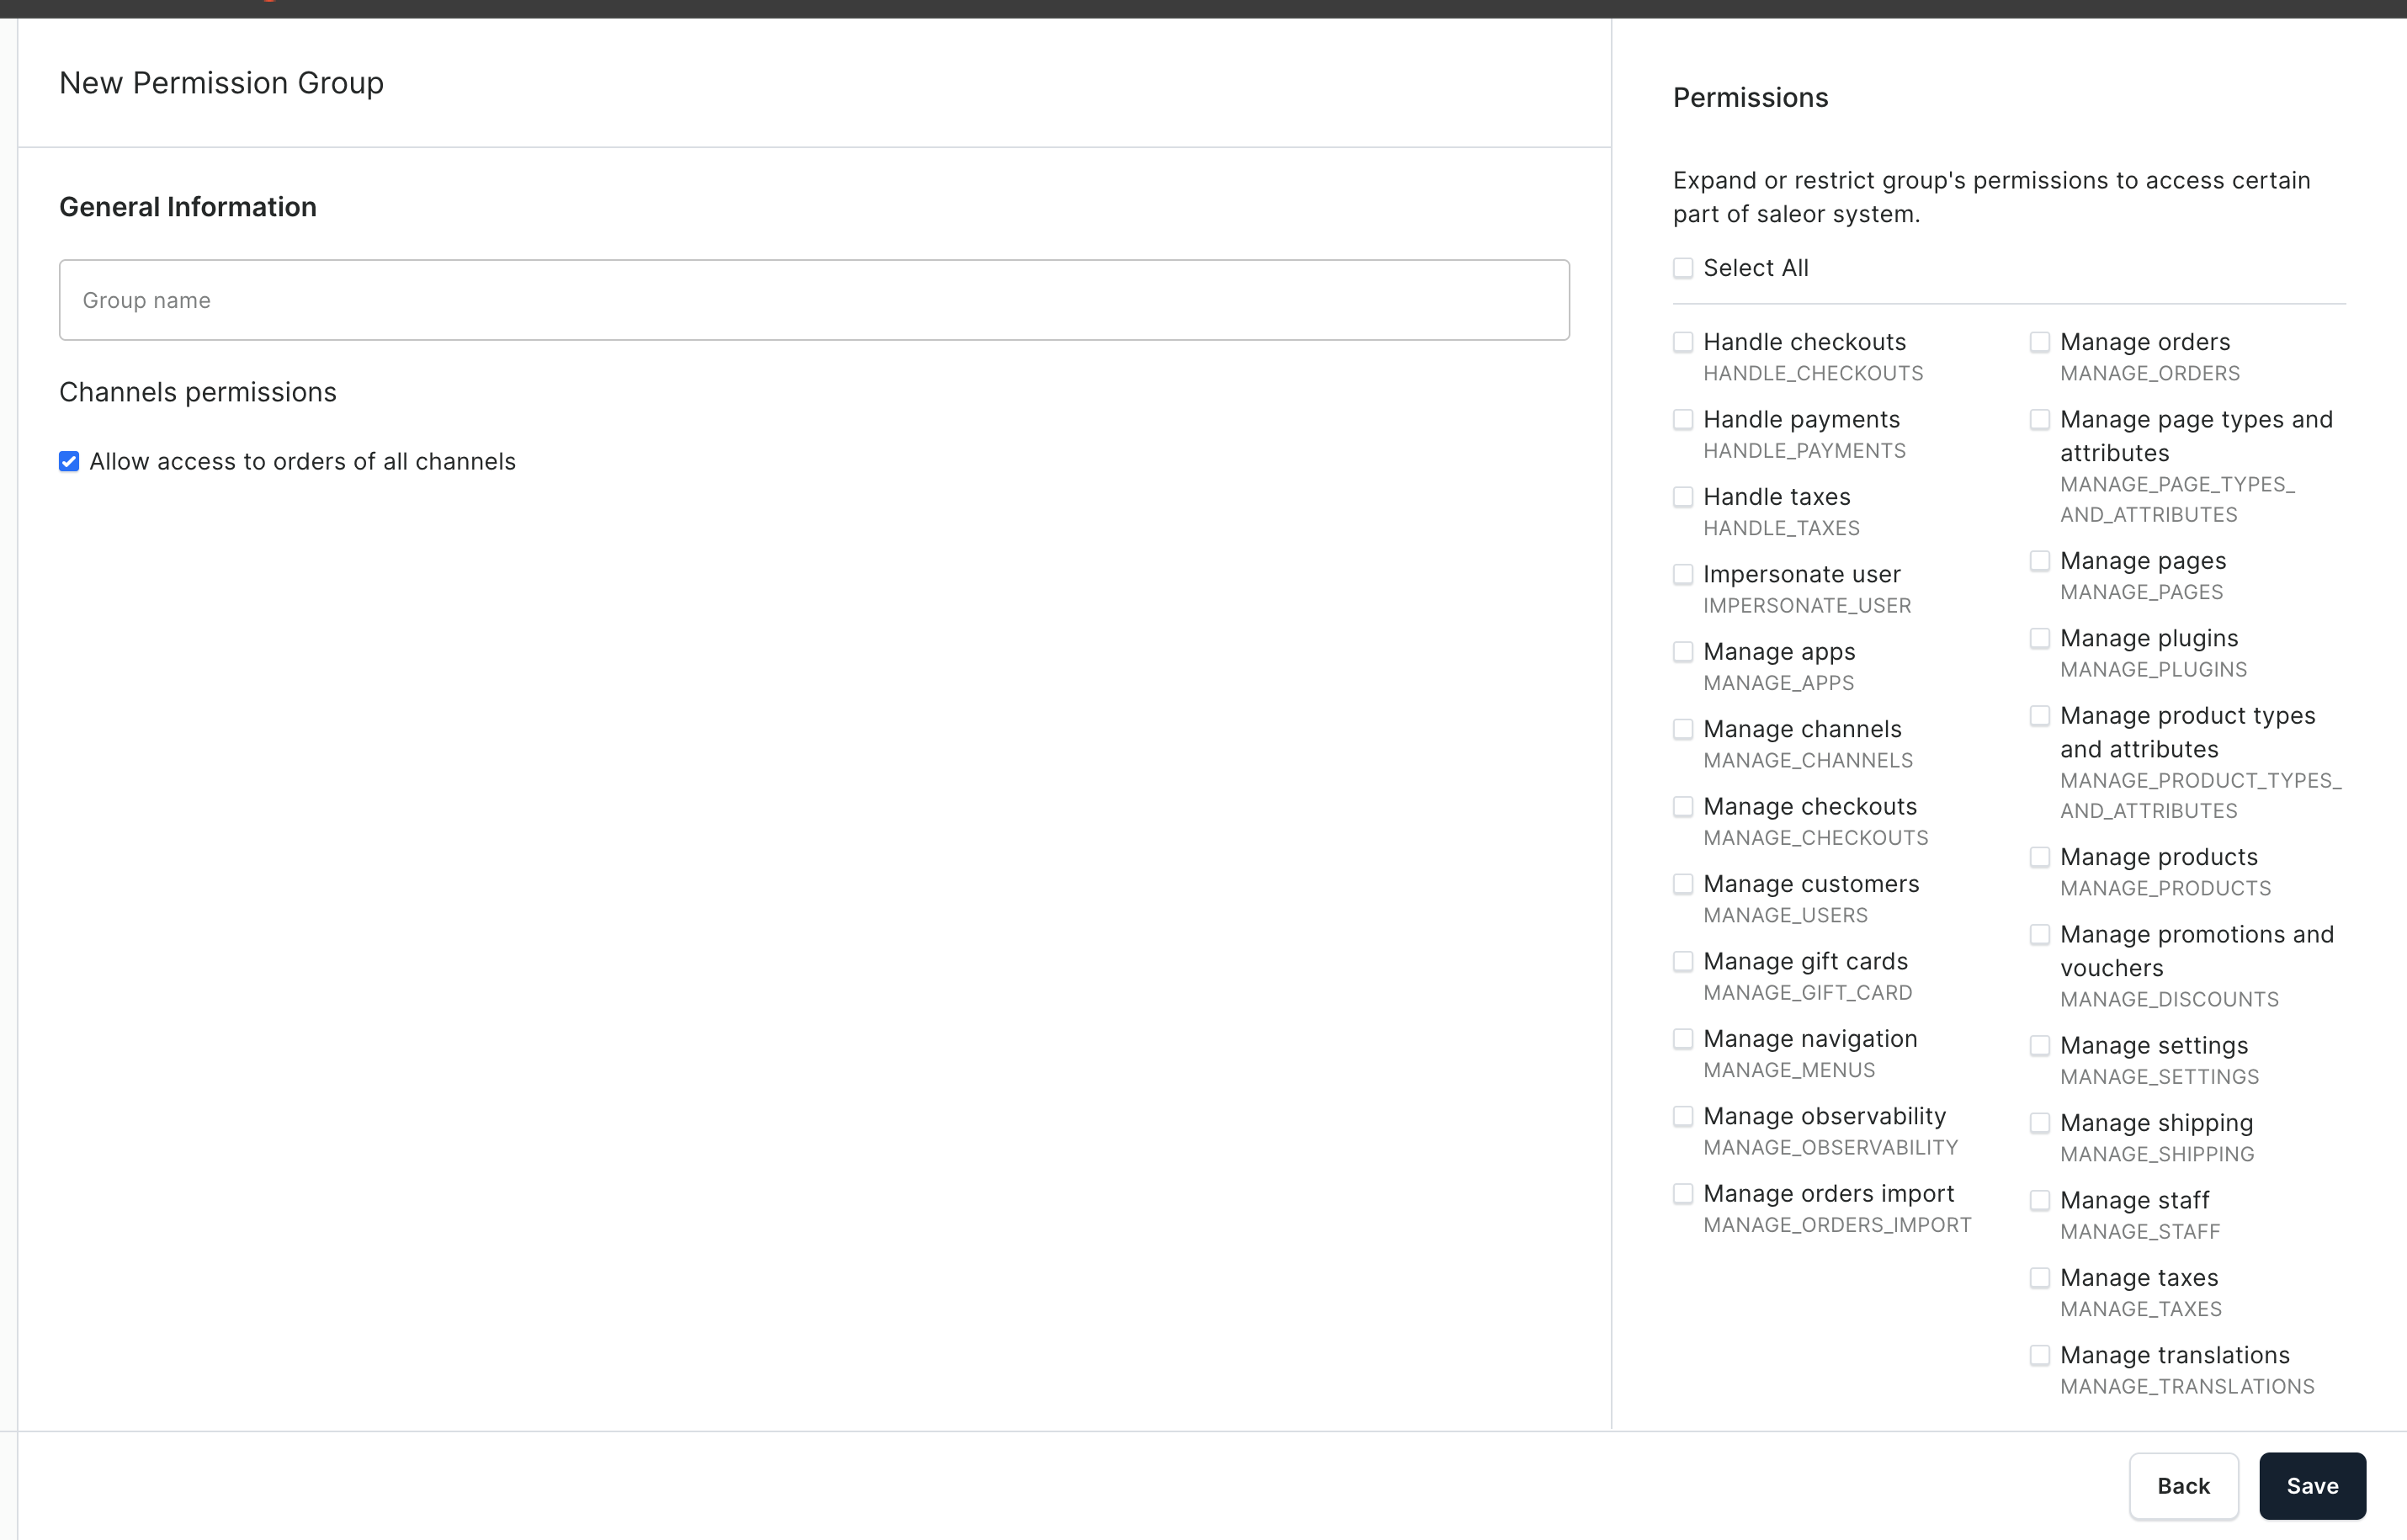 New Permission Group
General Information
Group name
Channels permissions
Allow access to orders of all channels
Permissions
Expand or restrict group's permissions to access certain
part of saleor system.
Select All
Handle checkouts
HANDLE_CHECKOUTS
Handle payments
HANDLE_PAYMENTS
Handle taxes
HANDLE_TAXES
Impersonate user
IMPERSONATE_USER
Manage apps
MANAGE_APPS
Manage channels
MANAGE_CHANNELS
Manage checkouts
MANAGE_CHECKOUTS
Manage customers
MANAGE_USERS
Manage gift cards
MANAGE_GIFT_CARD
Manage navigation
MANAGE_MENUS
Manage observability
MANAGE_OBSERVABILITY
Manage orders import
MANAGE_ORDERS_IMPORT
Manage orders
MANAGE_ORDERS
Manage page types and
attributes
MANAGE_PAGE_TYPES_
AND_ATTRIBUTES
Manage pages
MANAGE_PAGES
Manage plugins
MANAGE_PLUGINS
Manage product types
and attributes
MANAGE_PRODUCT_TYPES_
AND_ATTRIBUTES
Manage products
MANAGE_PRODUCTS
Manage promotions and
vouchers
MANAGE_DISCOUNTS
Manage settings
MANAGE_SETTINGS
Manage shipping
MANAGE_SHIPPING
Manage staff
MANAGE_STAFF
Manage taxes
MANAGE_TAXES
Manage translations
MANAGE_TRANSLATIONS
Back
Save